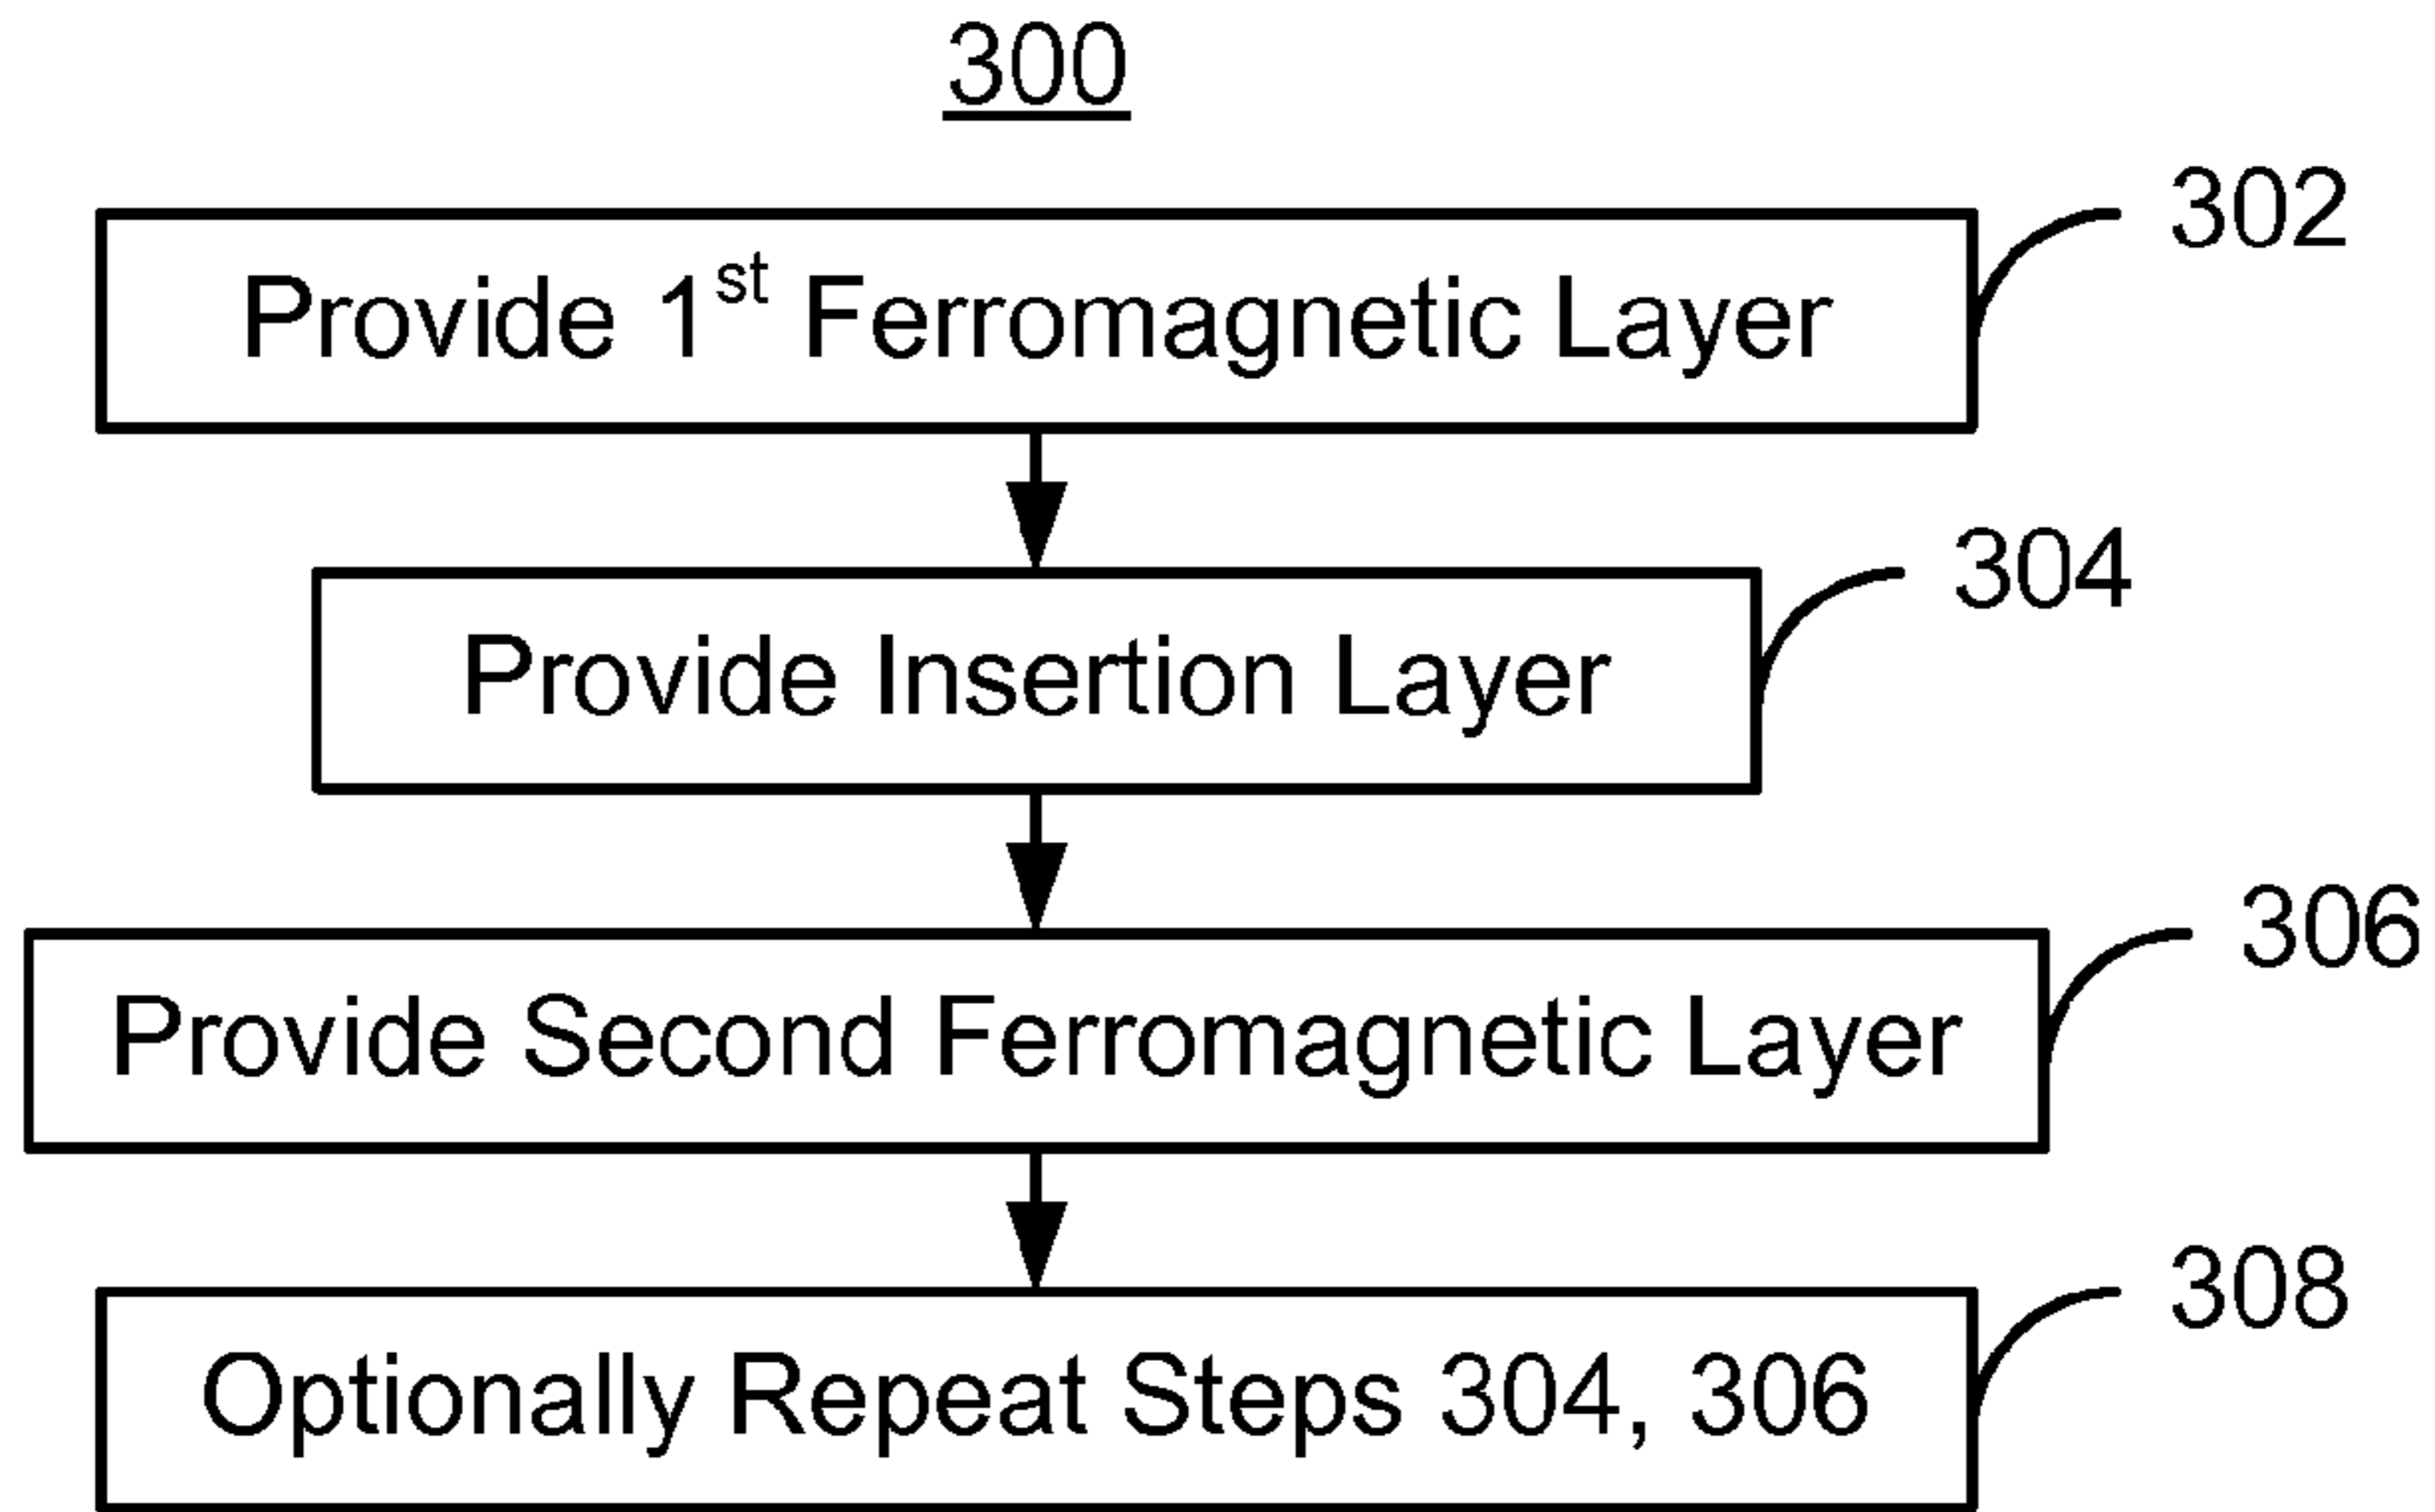 300
302
Provide 1st Ferromagnetic Layer
304
Provide Insertion Layer
306
Provide Second Ferromagnetic Layer
308
Optionally Repeat Steps 304, 306